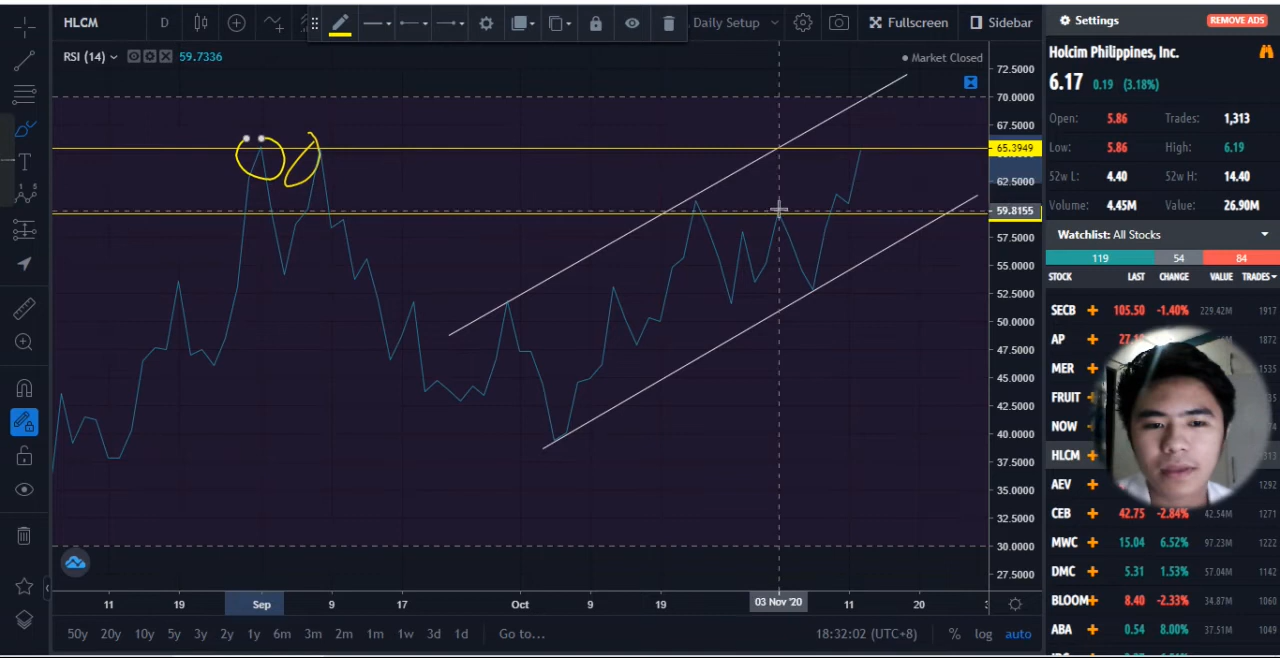 HLCM D Daily Setup Fullscreen Sidebar
RSI (14) 59.7336
Market Closed
72.5000
70.0000
67.5000
65.3949
62.5000
59.8155
57.5000
55.0000
52.5000
50.0000
47.5000
45.0000
42.5000
40.0000
37.5000
35.0000
32.5000
30.0000
27.5000
11 19 Sep 9 17 Oct 9 19 03 Nov '20 11 20
50y 20y 10y 5y 3y 2y 1y 6m 3m 2m 1m 1w 3d 1d Go to... 18:32:02 (UTC+8) % log auto
Settings REMOVE ADS
Holcim Philippines, Inc.
6.17 0.19 (3.18%)
Open: 5.86 Trades: 1,313
Low: 5.86 High: 6.19
52w L: 4.40 52w H: 14.40
Volume: 4.45M Value: 26.90M
Watchlist: All Stocks
119 54 84
STOCK LAST CHANGE VALUE TRADES
SECB 105.50 -1.40% 229.42M 1917
AP 1872
MER 1535
FRUIT
NOW
HLCM
AEV 1292
CEB 42.75 -2.84% 42.54M 1271
MWC 15.04 6.52% 97.23M 1222
DMC 5.31 1.53% 57.04M 1142
BLOOM 8.40 -2.33% 34.87M 1060
ABA 0.54 8.00% 37.51M 1049